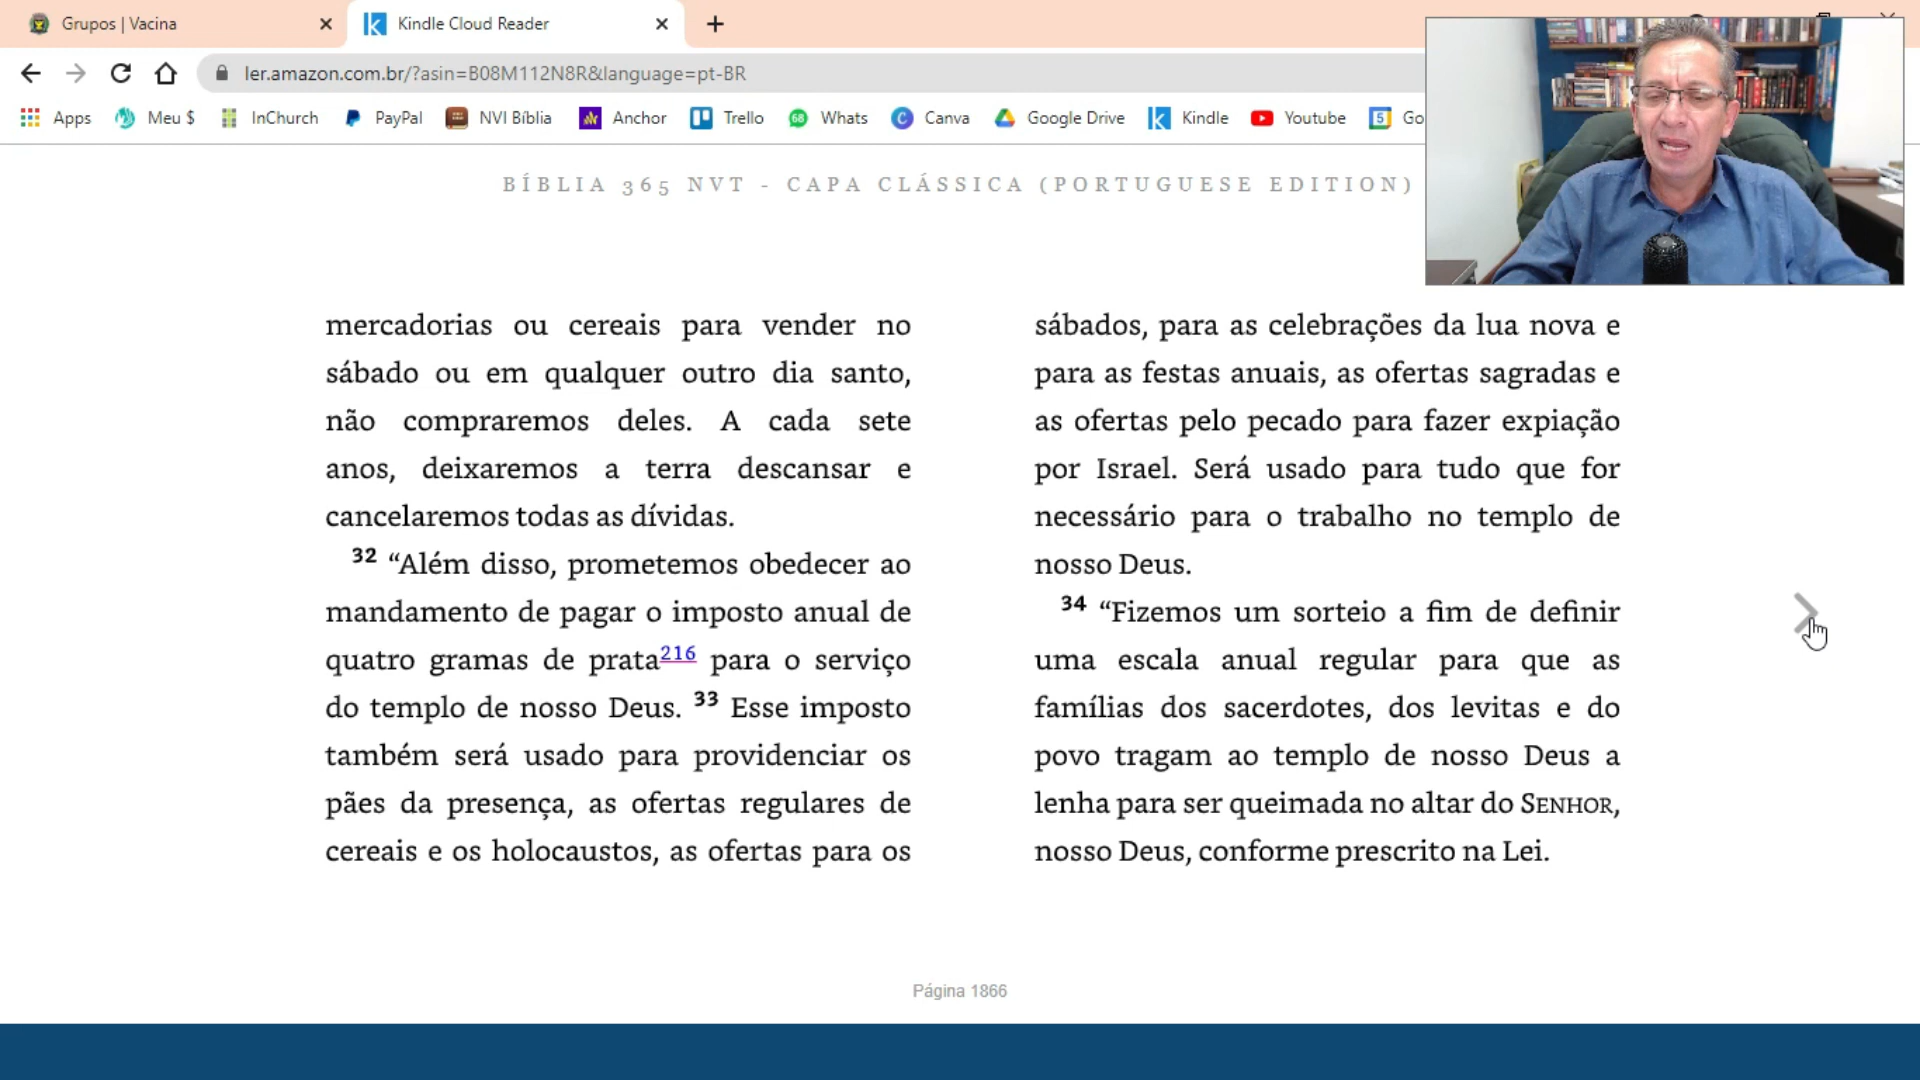 Grupos | Vacina
Kindle Cloud Reader
ler.amazon.com.br/?asin=B08M112N8R&language=pt-BR
Apps Meu $ InChurch PayPal NVI Bíblia Anchor Trello 68 Whats Canva Google Drive Kindle Youtube 5 Go
BÍBLIA 365 NVT - CAPA CLÁSSICA (PORTUGUESE EDITION)
mercadorias ou cereais para vender no
sábado ou em qualquer outro dia santo,
não compraremos deles. A cada sete
anos, deixaremos a terra descansar e
cancelaremos todas as dívidas.
32 “Além disso, prometemos obedecer ao
mandamento de pagar o imposto anual de
quatro gramas de prata216 para o serviço
do templo de nosso Deus. 33 Esse imposto
também será usado para providenciar os
pães da presença, as ofertas regulares de
cereais e os holocaustos, as ofertas para os
sábados, para as celebrações da lua nova e
para as festas anuais, as ofertas sagradas e
as ofertas pelo pecado para fazer expiação
por Israel. Será usado para tudo que for
necessário para o trabalho no templo de
nosso Deus.
34 “Fizemos um sorteio a fim de definir
uma escala anual regular para que as
famílias dos sacerdotes, dos levitas e do
povo tragam ao templo de nosso Deus a
lenha para ser queimada no altar do SENHOR,
nosso Deus, conforme prescrito na Lei.
Página 1866